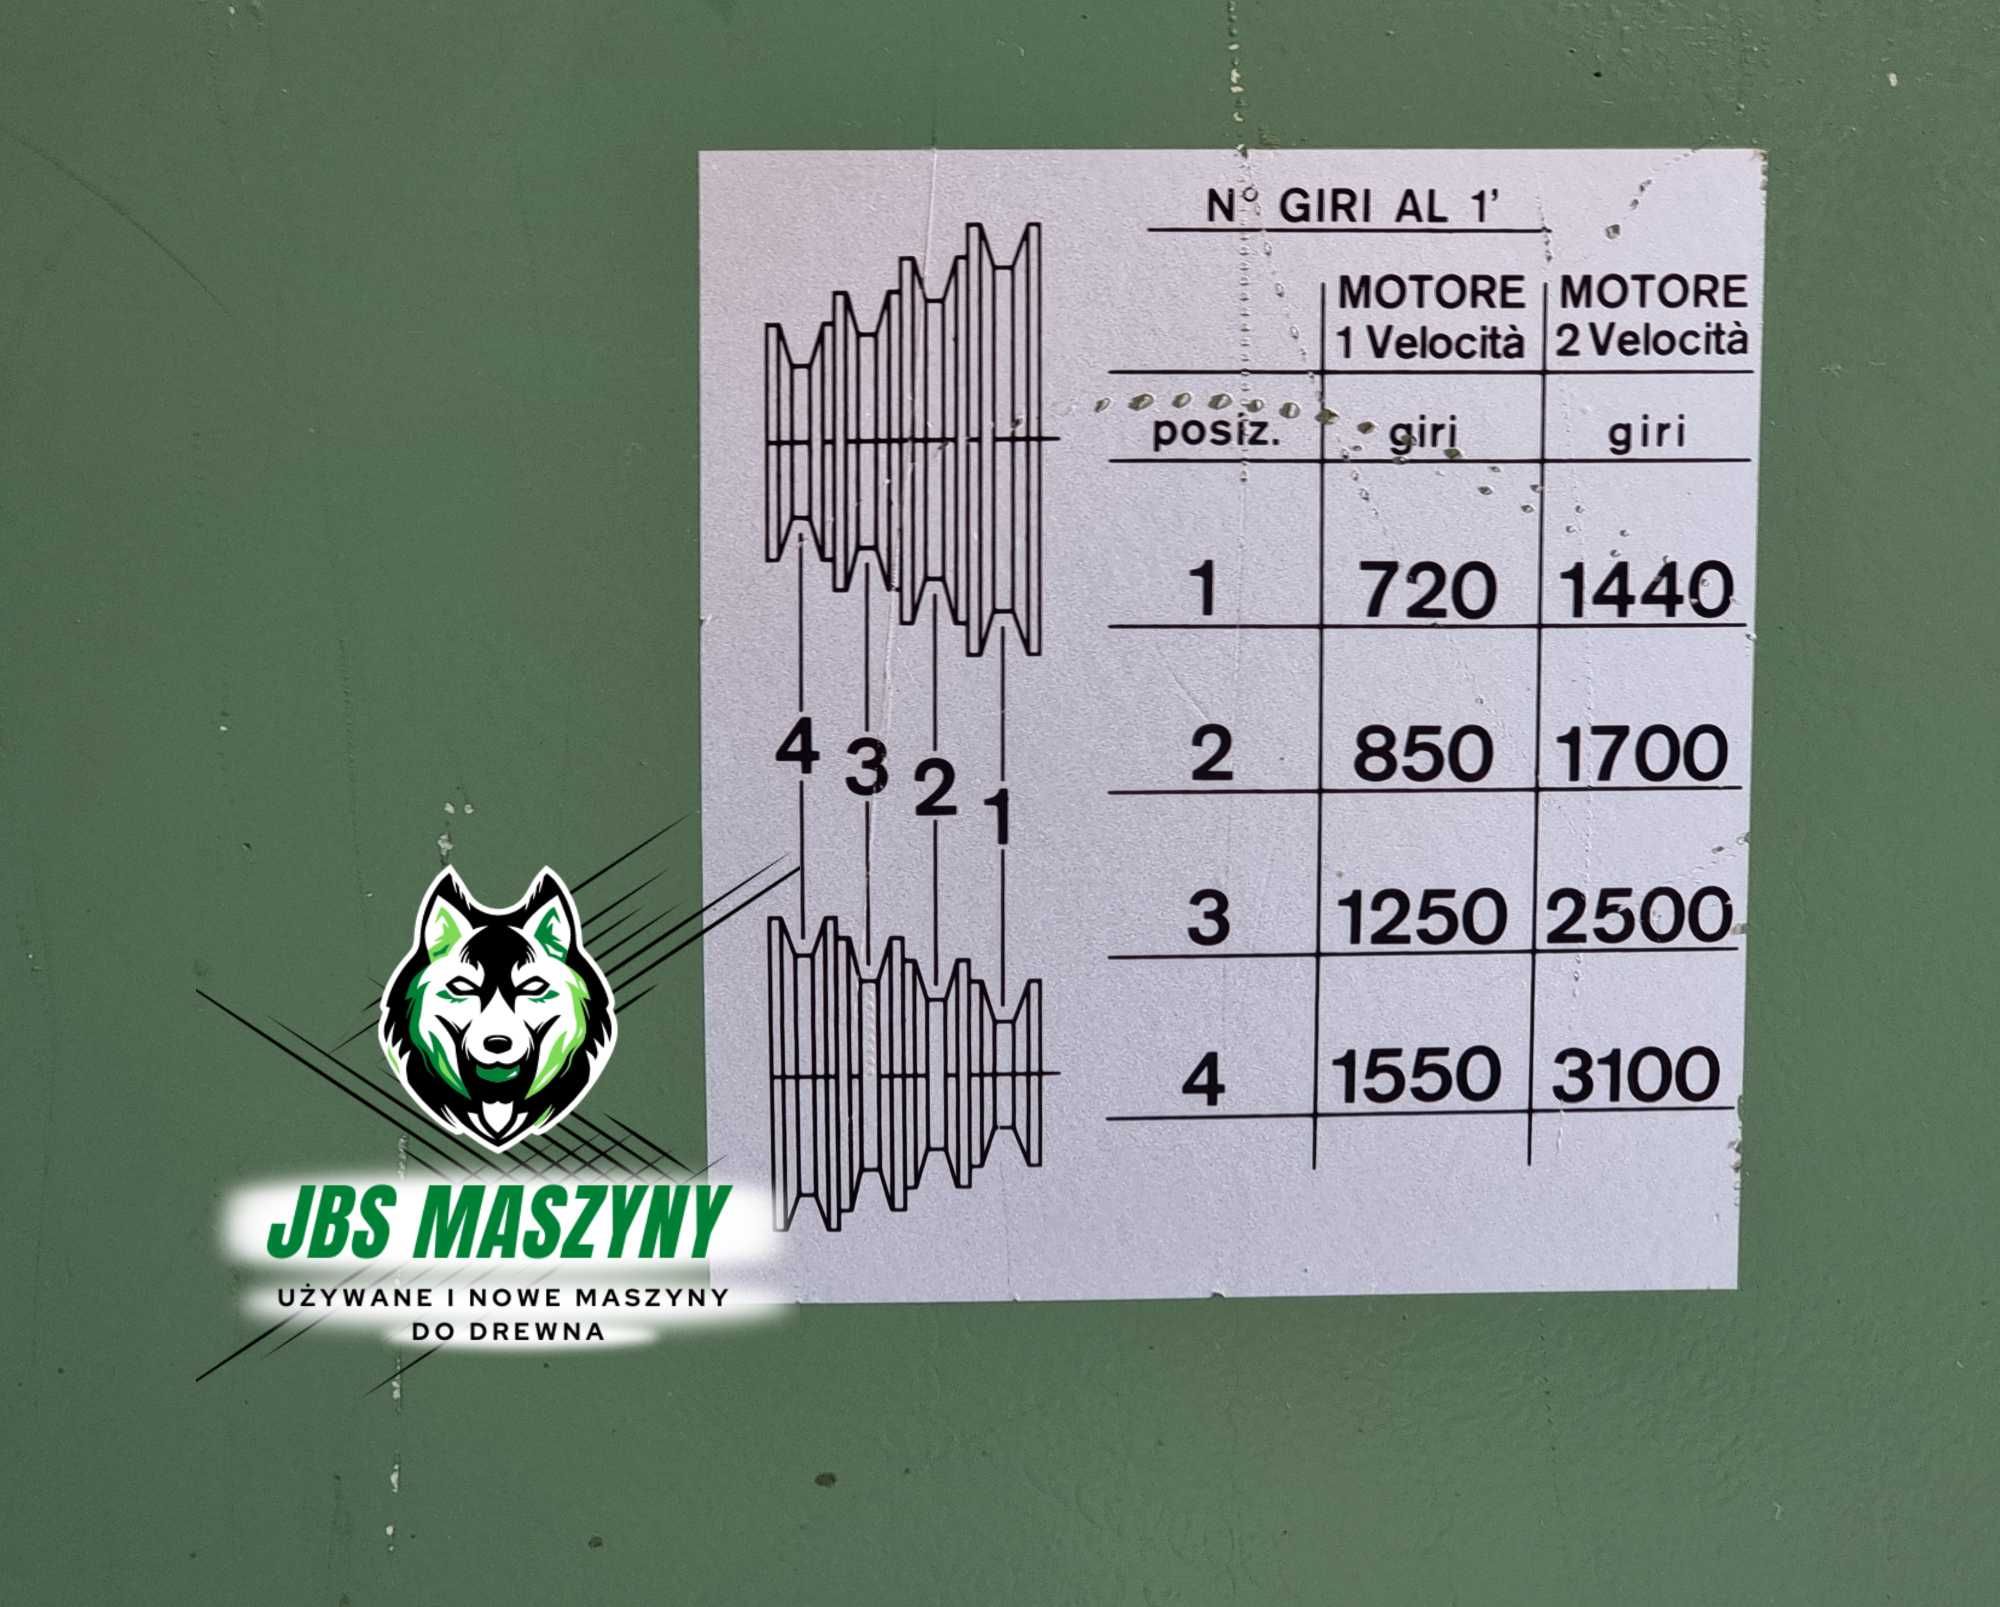 N° GIRI AL 1'
MOTORE MOTORE
1 Velocità 2 Velocità
posiz. giri giri
1 720 1440
2 850 1700
3 1250 2500
4 1550 3100
4 3 2 1
JBS MASZYNY
UŻYWANE I NOWE MASZYNY
DO DREWNA